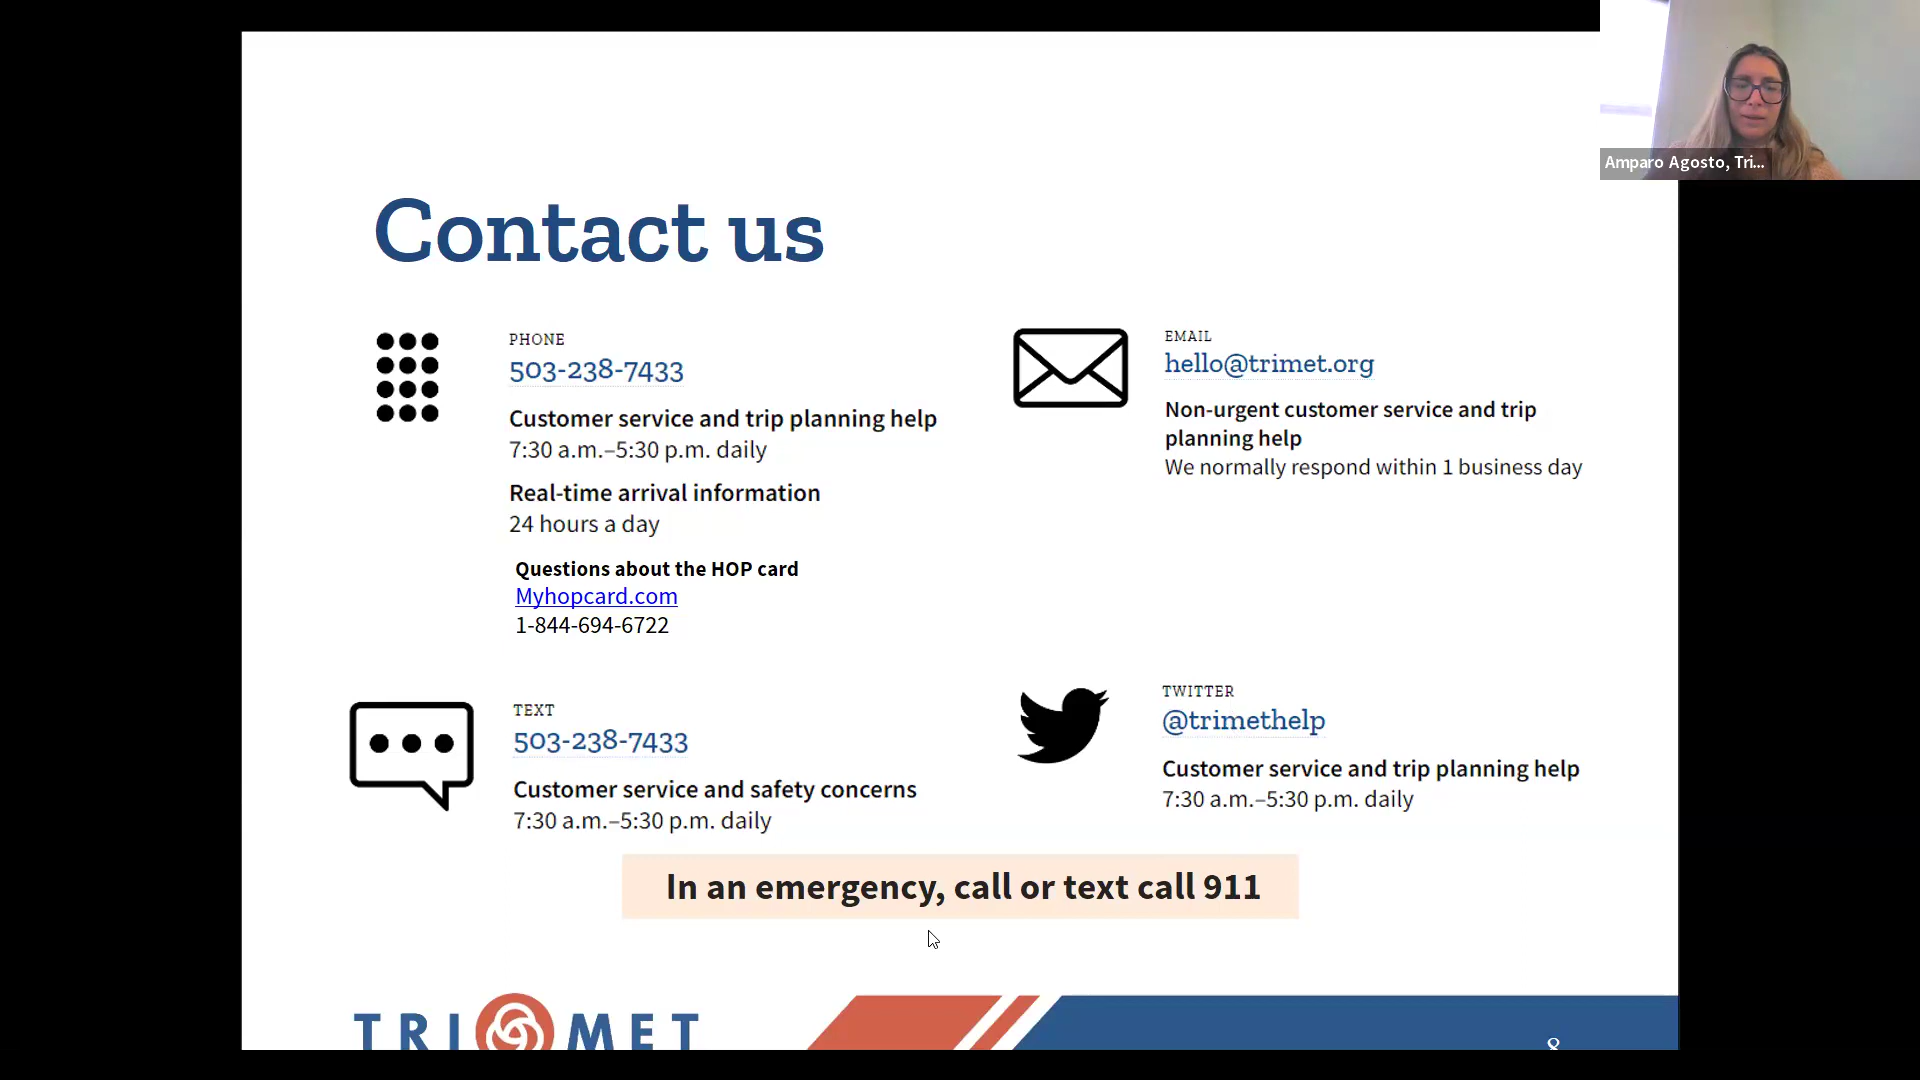 Amparo Agosto, Tri...
Contact us
PHONE
503-238-7433
Customer service and trip planning help
7:30 a.m.–5:30 p.m. daily
Real-time arrival information
24 hours a day
Questions about the HOP card
Myhopcard.com
1-844-694-6722
EMAIL
hello@trimet.org
Non-urgent customer service and trip
planning help
We normally respond within 1 business day
TEXT
503-238-7433
Customer service and safety concerns
7:30 a.m.–5:30 p.m. daily
TWITTER
@trimethelp
Customer service and trip planning help
7:30 a.m.–5:30 p.m. daily
In an emergency, call or text call 911
TRI MET
8